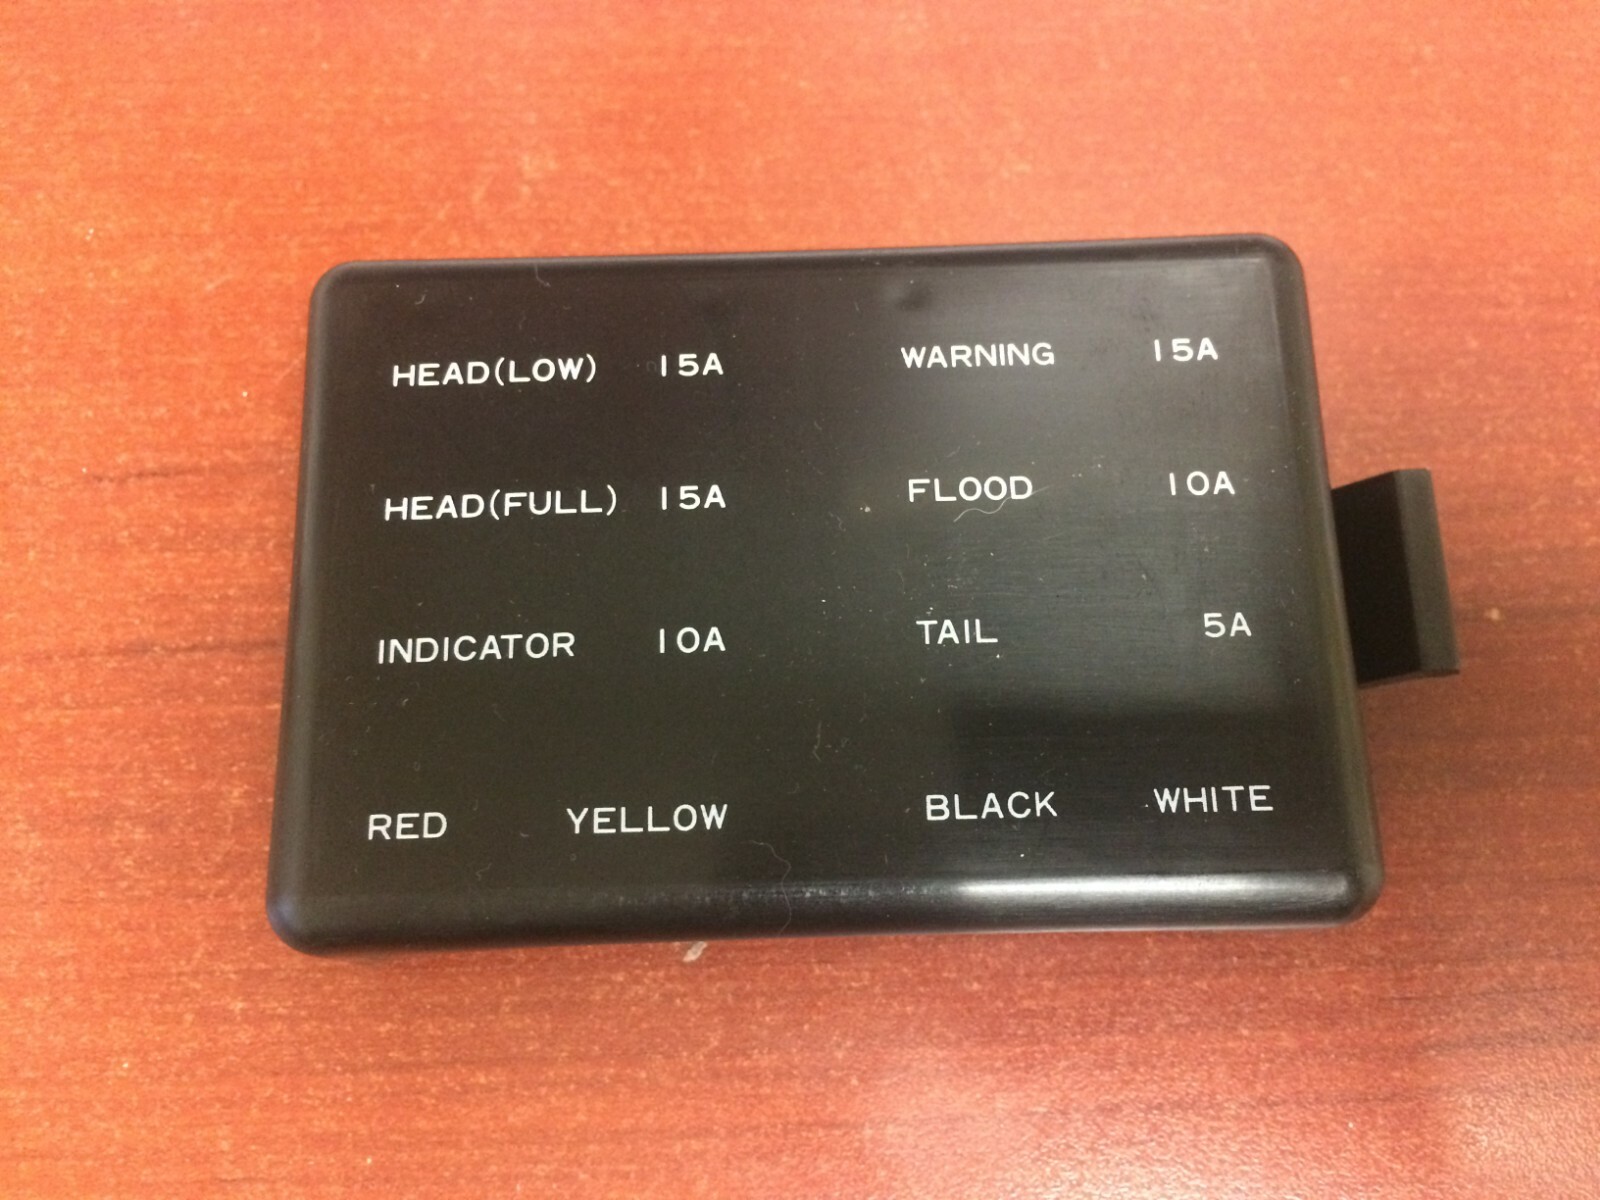 HEAD(LOW) 15A WARNING 15A
HEAD(FULL) 15A FLOOD 10A
INDICATOR 10A TAIL 5A
RED YELLOW BLACK WHITE